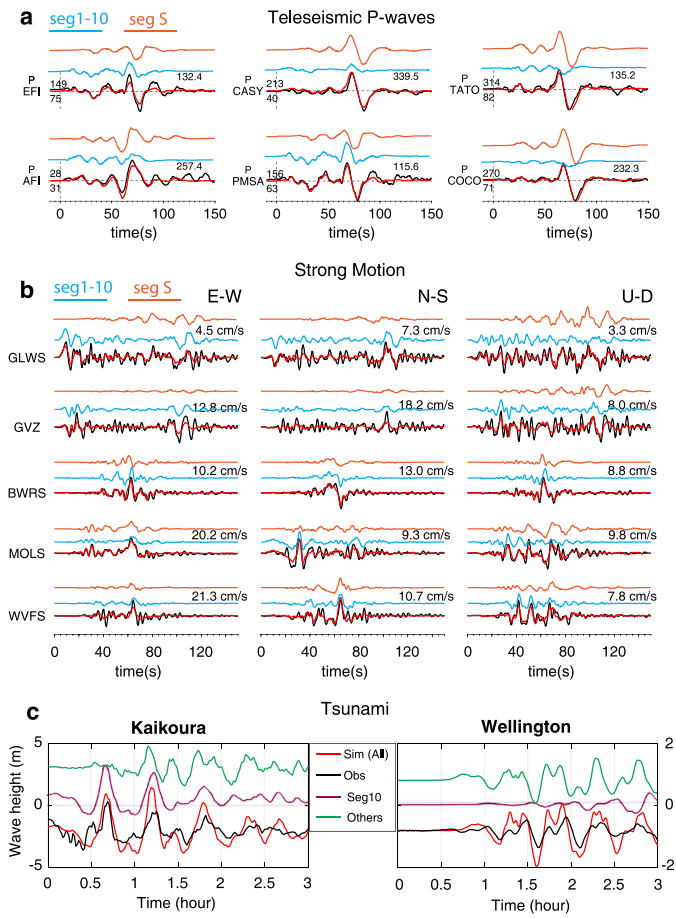 a
Teleseismic P-waves
seg1-10 seg S
P 149 EFI 75 132.4
P 213 CASY 40 339.5
P 314 TATO 82 135.2
P 28 AFI 31 257.4
P 156 PMSA 63 115.6
P 270 COCO 71 232.3
0 50 100 150 0 50 100 150 0 50 100 150
time(s) time(s) time(s)
Strong Motion
b
seg1-10 seg S E-W N-S U-D
GLWS 4.5 cm/s 7.3 cm/s 3.3 cm/s
GVZ 12.8 cm/s 18.2 cm/s 8.0 cm/s
BWRS 10.2 cm/s 13.0 cm/s 8.8 cm/s
MOLS 20.2 cm/s 9.3 cm/s 9.8 cm/s
WVFS 21.3 cm/s 10.7 cm/s 7.8 cm/s
0 40 80 120 0 40 80 120 0 40 80 120
time(s) time(s) time(s)
c
Tsunami
Kaikoura Wellington
Wave height (m)
5
0
-5
Sim (All)
Obs
Seg10
Others
2
0
-2
0 0.5 1 1.5 2 2.5 3 0 0.5 1 1.5 2 2.5 3
Time (hour) Time (hour)